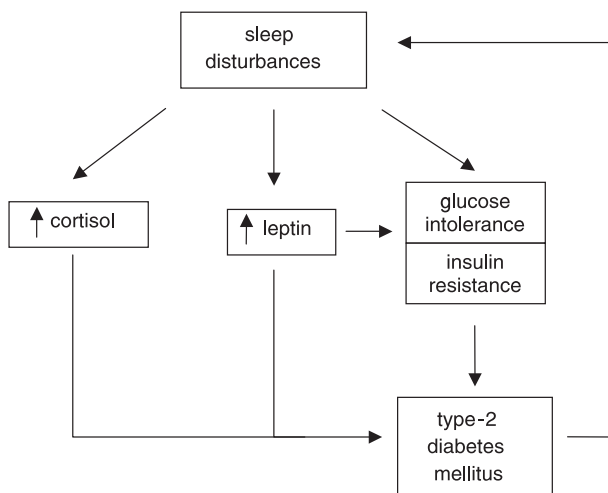 sleep
disturbances
cortisol
leptin
glucose
intolerance
insulin
resistance
type-2
diabetes
mellitus